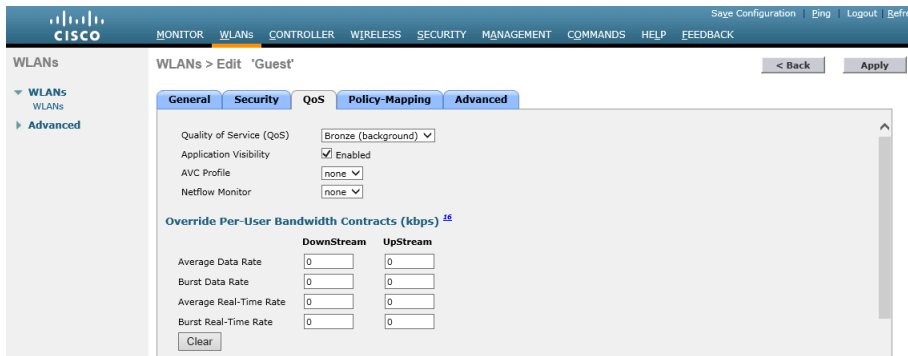 Save Configuration | Ping | Logout | Refre
CISCO
MONITOR WLANs CONTROLLER WIRELESS SECURITY MANAGEMENT COMMANDS HELP FEEDBACK
WLANs
WLANs > Edit 'Guest'
< Back
Apply
WLANs
WLANs
Advanced
General
Security
QoS
Policy-Mapping
Advanced
Quality of Service (QoS) Bronze (background)
Application Visibility Enabled
AVC Profile none
Netflow Monitor none
Override Per-User Bandwidth Contracts (kbps) 16
DownStream UpStream
Average Data Rate 0 0
Burst Data Rate 0 0
Average Real-Time Rate 0 0
Burst Real-Time Rate 0 0
Clear